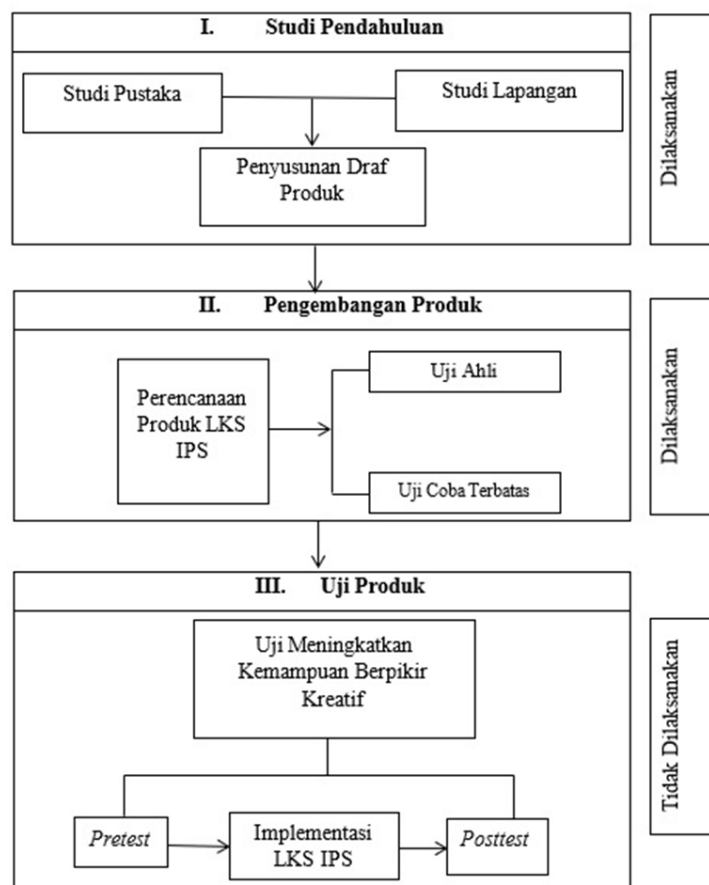 I. Studi Pendahuluan
Studi Pustaka
Studi Lapangan
Penyusunan Draf
Produk
Dilaksanakan
II. Pengembangan Produk
Perencanaan
Produk LKS
IPS
Uji Ahli
Uji Coba Terbatas
Dilaksanakan
III. Uji Produk
Uji Meningkatkan
Kemampuan Berpikir
Kreatif
Pretest
Implementasi
LKS IPS
Posttest
Tidak Dilaksanakan